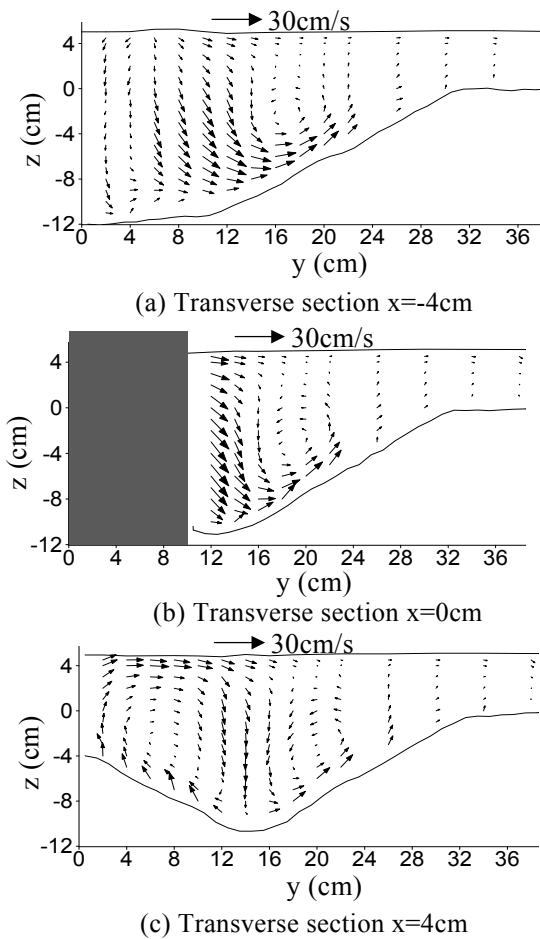 30cm/s
z (cm)
4
0
-4
-8
-12
0 4 8 12 16 20 24 28 32 36
y (cm)
(a) Transverse section x=-4cm
30cm/s
z (cm)
4
0
-4
-8
-12
0 4 8 12 16 20 24 28 32 36
y (cm)
(b) Transverse section x=0cm
30cm/s
z (cm)
4
0
-4
-8
-12
0 4 8 12 16 20 24 28 32 36
y (cm)
(c) Transverse section x=4cm